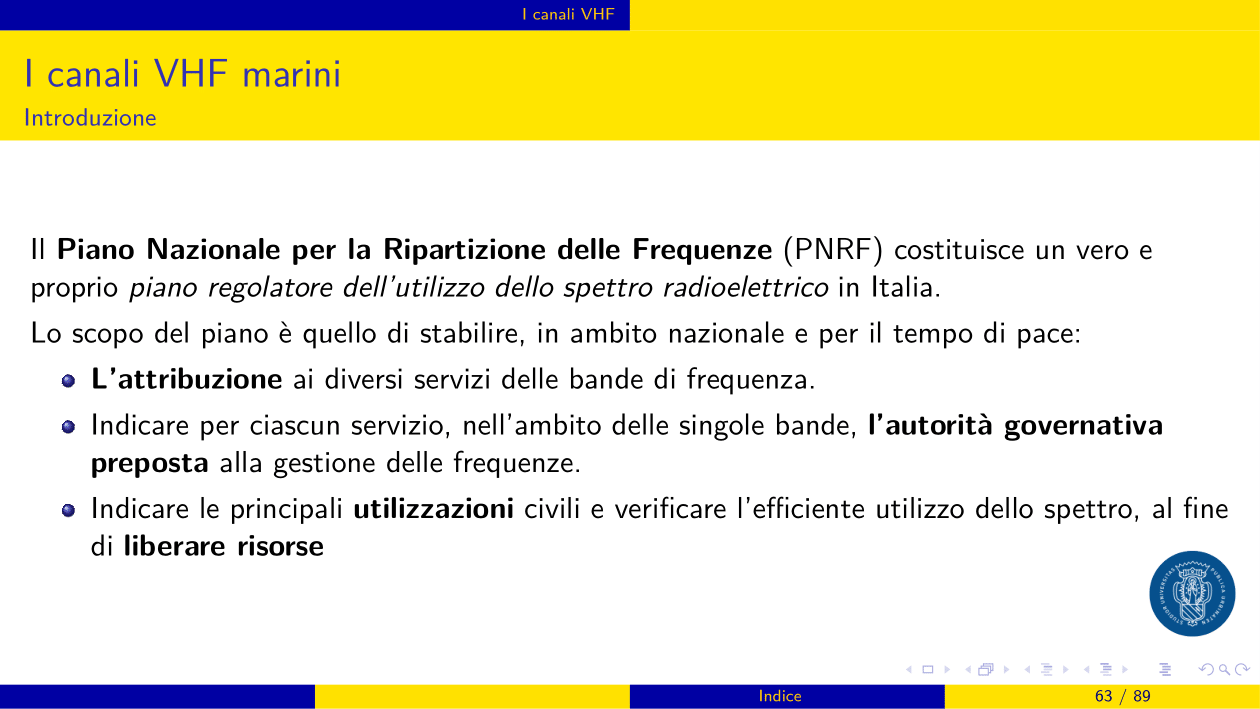 I canali VHF
I canali VHF marini
Introduzione
Il Piano Nazionale per la Ripartizione delle Frequenze (PNRF) costituisce un vero e
proprio piano regolatore dell'utilizzo dello spettro radioelettrico in Italia.
Lo scopo del piano è quello di stabilire, in ambito nazionale e per il tempo di pace:
L'attribuzione ai diversi servizi delle bande di frequenza.
Indicare per ciascun servizio, nell'ambito delle singole bande, l'autorità governativa
preposta alla gestione delle frequenze.
Indicare le principali utilizzazioni civili e verificare l'efficiente utilizzo dello spettro, al fine
di liberare risorse
Indice
63 / 89